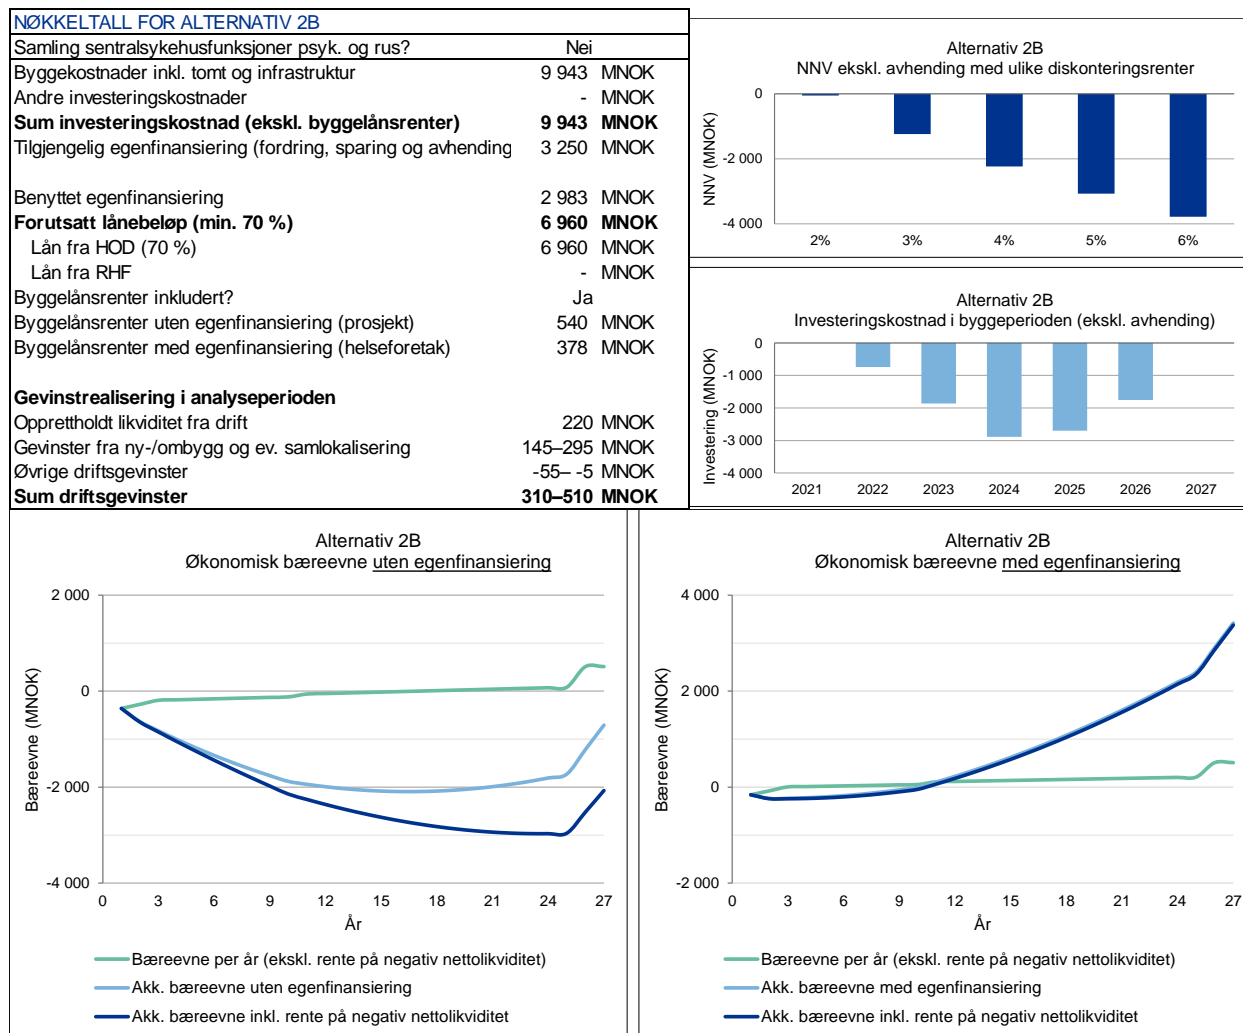 NØKKELTALL FOR ALTERNATIV 2B
Samling sentralsykehusfunksjoner psyk. og rus? Nei
Byggekostnader inkl. tomt og infrastruktur 9 943 MNOK
Andre investeringskostnader - MNOK
Sum investeringskostnad (ekskl. byggelånsrenter) 9 943 MNOK
Tilgjengelig egenfinansiering (fordring, sparing og avhending 3 250 MNOK
Benyttet egenfinansiering 2 983 MNOK
Forutsatt lånebeløp (min. 70 %) 6 960 MNOK
Lån fra HOD (70 %) 6 960 MNOK
Lån fra RHF - MNOK
Byggelånsrenter inkludert? Ja
Byggelånsrenter uten egenfinansiering (prosjekt) 540 MNOK
Byggelånsrenter med egenfinansiering (helseforetak) 378 MNOK
Gevinstrealisering i analyseperioden
Opprettholdt likviditet fra drift 220 MNOK
Gevinster fra ny-/ombygg og ev. samlokalisering 145–295 MNOK
Øvrige driftsgevinster -55– -5 MNOK
Sum driftsgevinster 310–510 MNOK
Alternativ 2B
NNV ekskl. avhending med ulike diskonteringsrenter
NNV (MNOK)
0
-2 000
-4 000
2% 3% 4% 5% 6%
Alternativ 2B
Investeringskostnad i byggeperioden (ekskl. avhending)
Investering (MNOK)
0
-1 000
-2 000
-3 000
-4 000
2021 2022 2023 2024 2025 2026 2027
Alternativ 2B
Økonomisk bæreevne uten egenfinansiering
Bæreevne (MNOK)
2 000
0
-2 000
-4 000
0 3 6 9 12 15 18 21 24 27
År
Bæreevne per år (ekskl. rente på negativ nettolikviditet)
Akk. bæreevne uten egenfinansiering
Akk. bæreevne inkl. rente på negativ nettolikviditet
Alternativ 2B
Økonomisk bæreevne med egenfinansiering
Bæreevne (MNOK)
4 000
2 000
0
-2 000
0 3 6 9 12 15 18 21 24 27
År
Bæreevne per år (ekskl. rente på negativ nettolikviditet)
Akk. bæreevne med egenfinansiering
Akk. bæreevne inkl. rente på negativ nettolikviditet